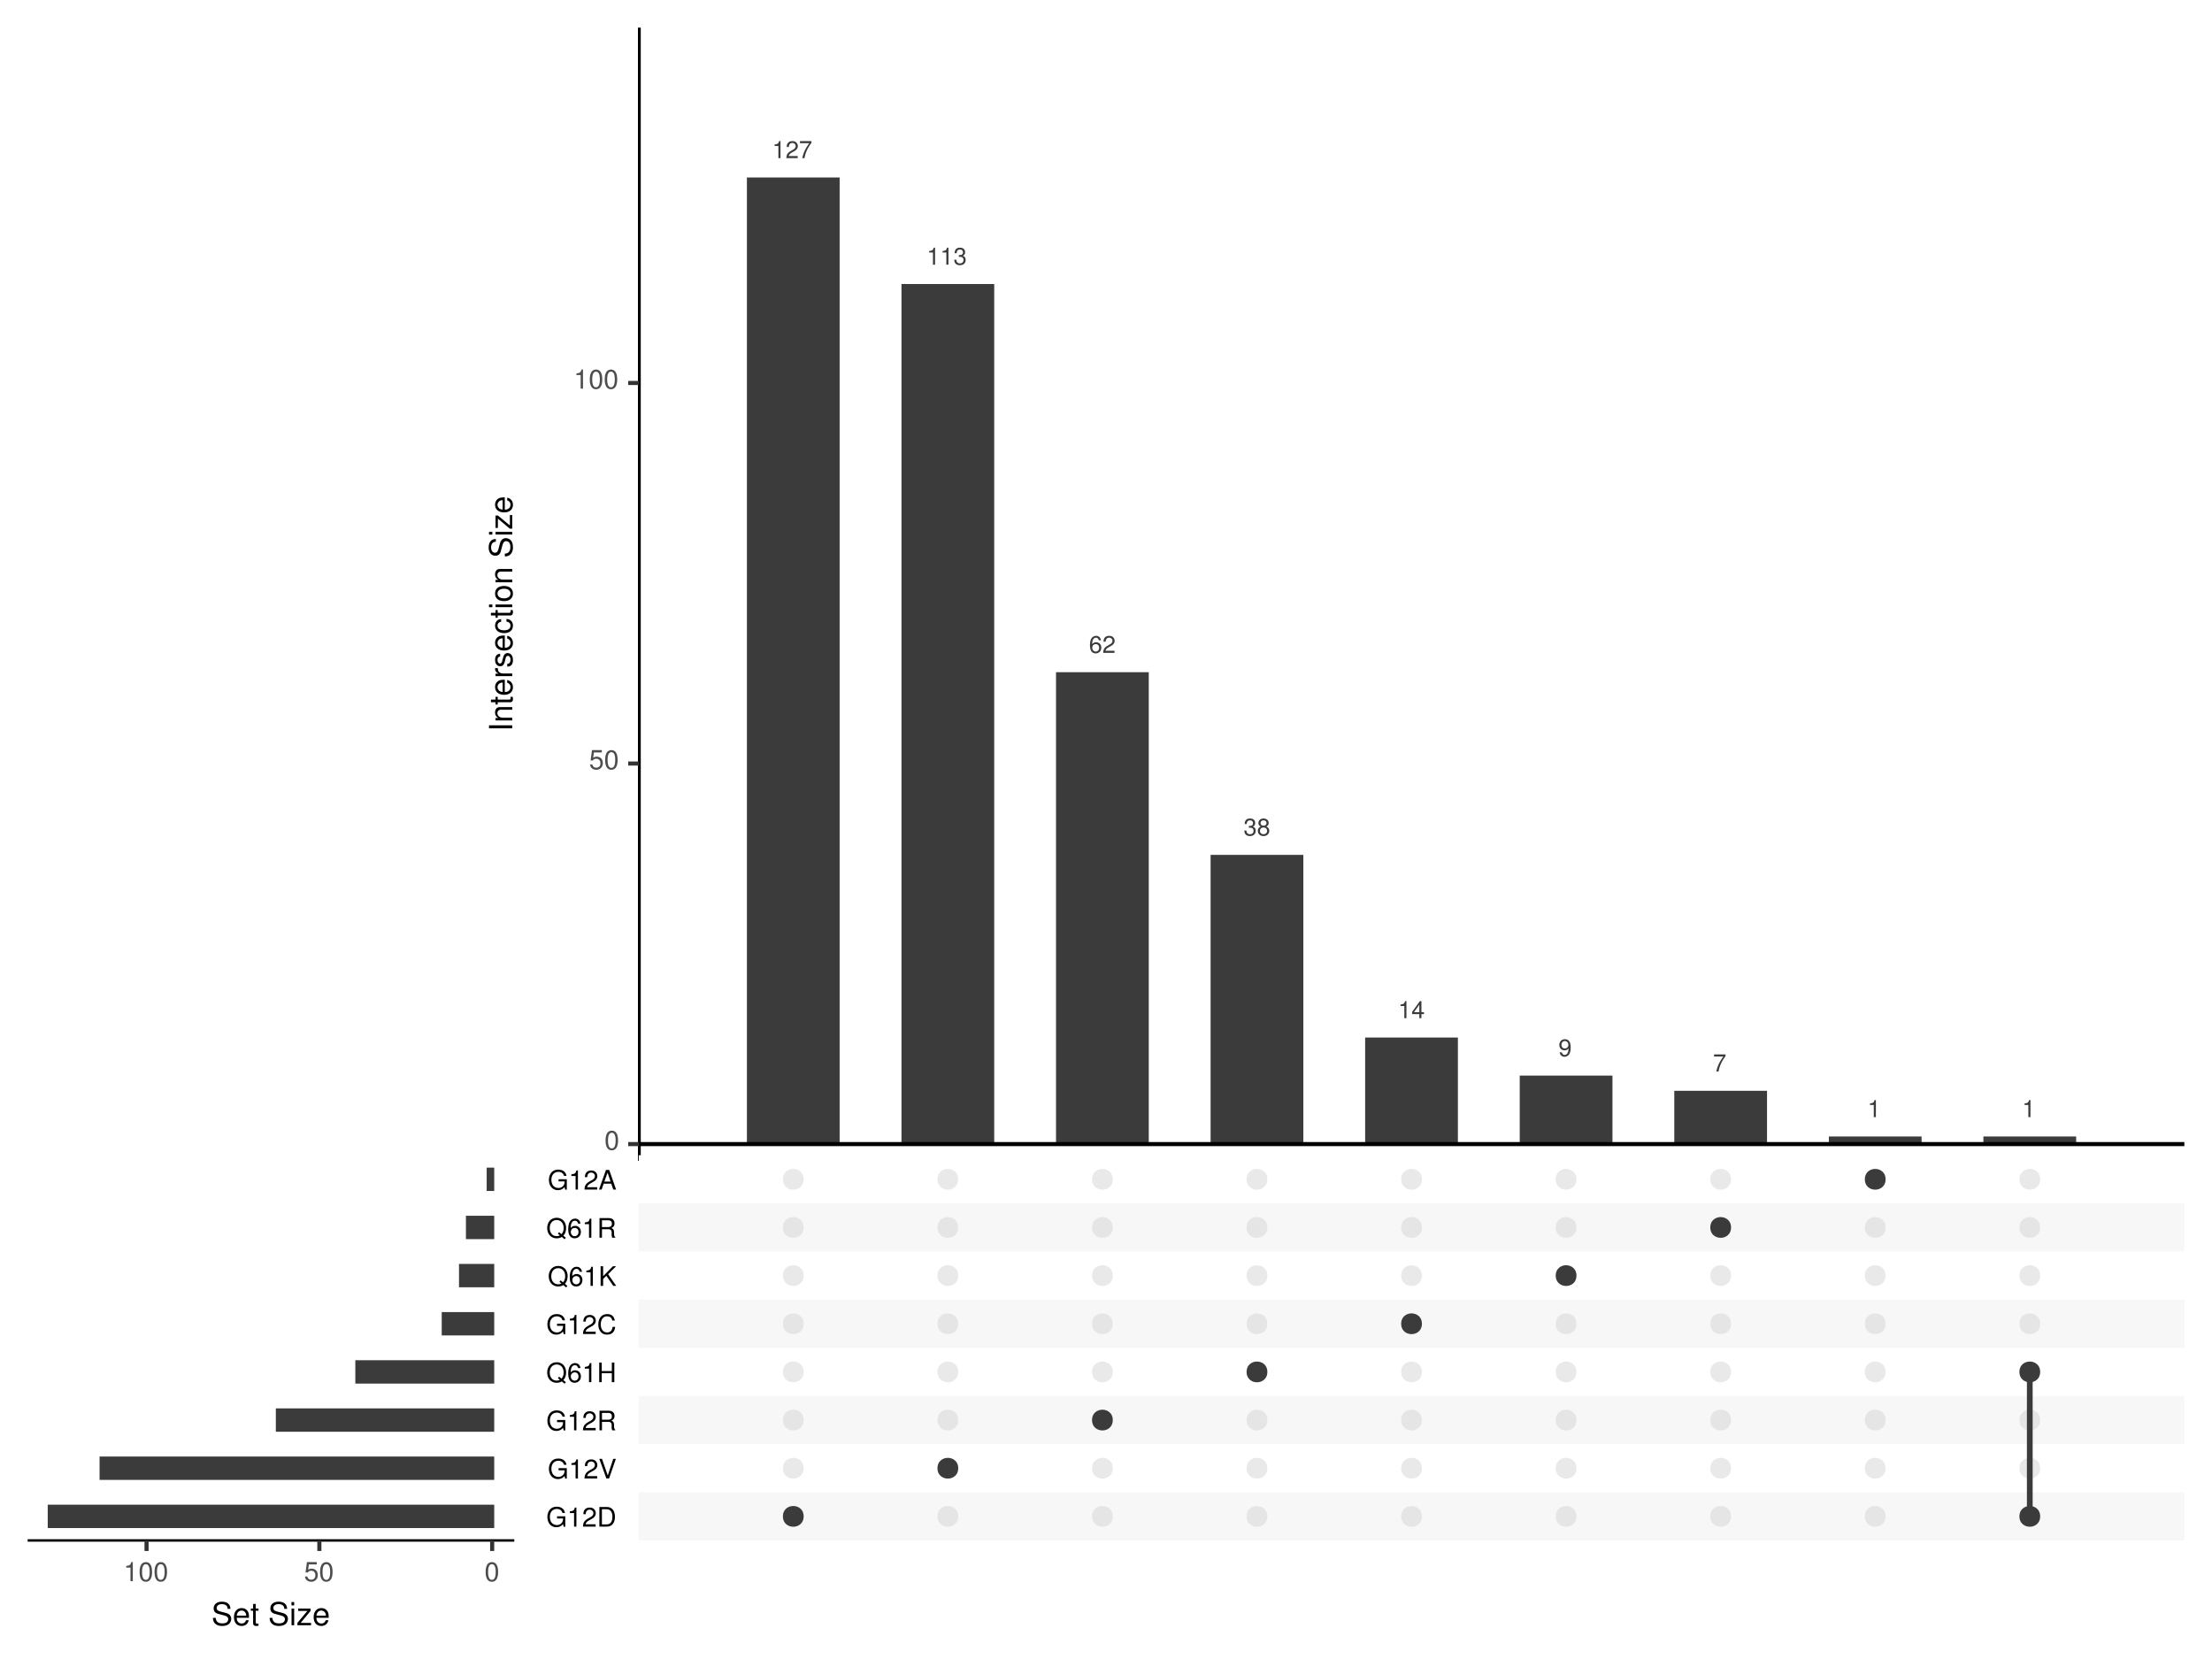 127
113
100
Intersection Size
62
50
38
14
9
7
1
1
0
G12A
Q61R
Q61K
G12C
Q61H
G12R
G12V
G12D
100 50 0
Set Size